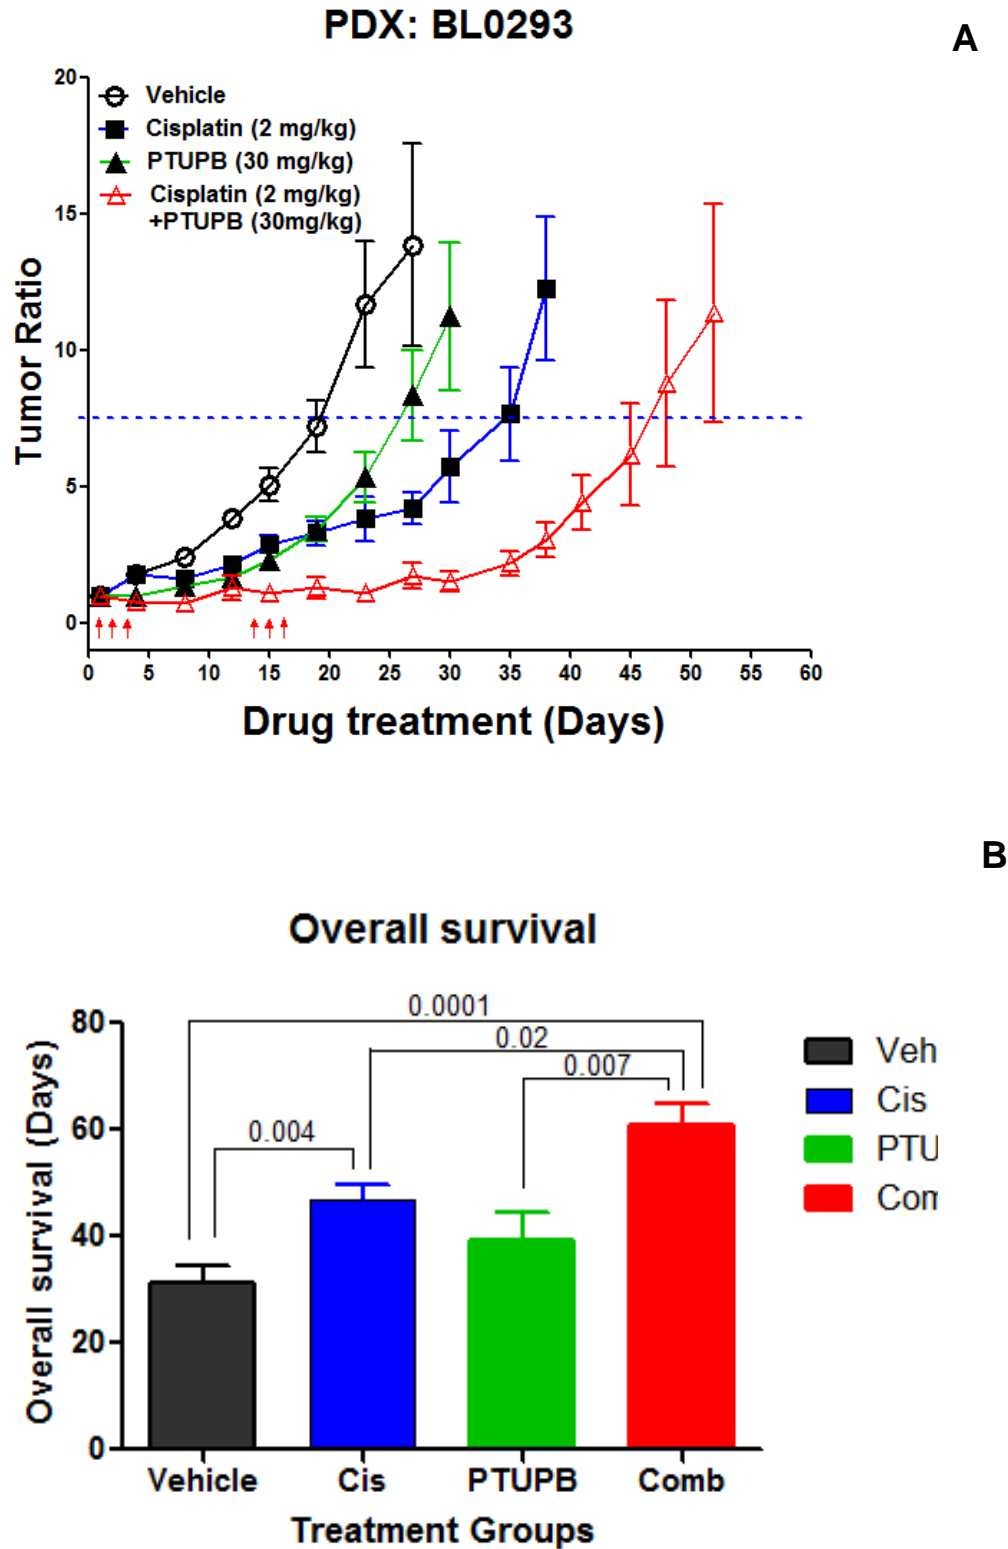 PDX: BL0293
A
20
Vehicle
Cisplatin (2 mg/kg)
PTUPB (30 mg/kg)
Cisplatin (2 mg/kg)
+PTUPB (30mg/kg)
15
10
5
0
Tumor Ratio
0 5 10 15 20 25 30 35 40 45 50 55 60
Drug treatment (Days)
B
Overall survival
0.0001
0.02
0.007
0.004
80
60
40
20
0
Overall survival (Days)
Veh
Cis
PTU
Com
Vehicle Cis PTUPB Comb
Treatment Groups